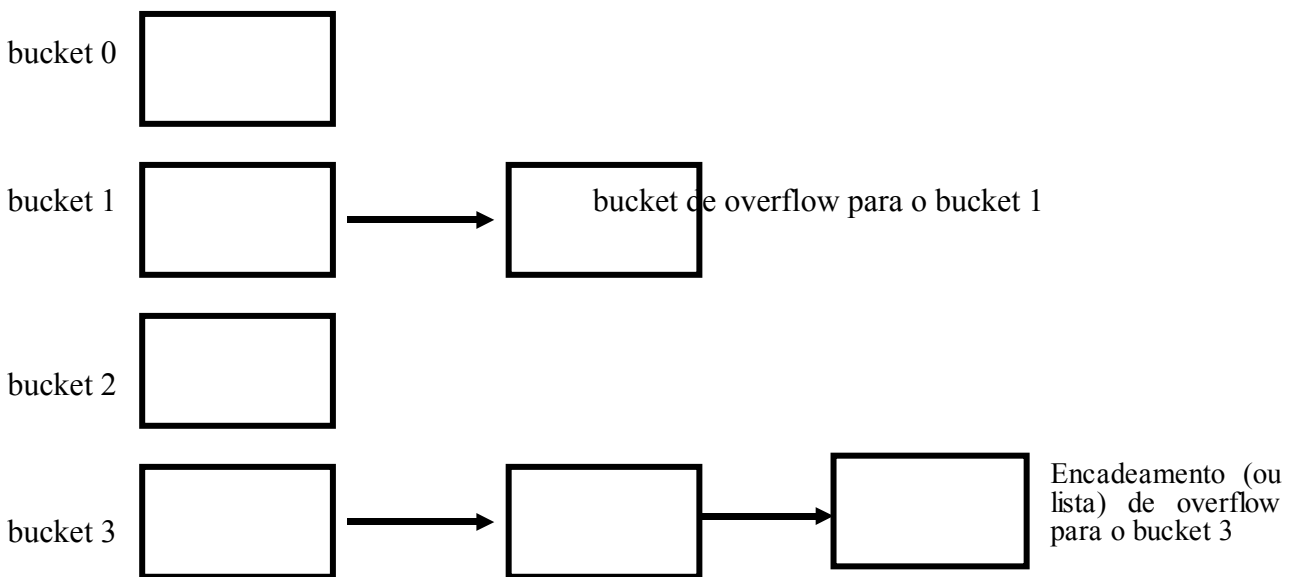 bucket 0
bucket 1
bucket de overflow para o bucket 1
bucket 2
bucket 3
Encadeamento (ou
lista) de overflow
para o bucket 3